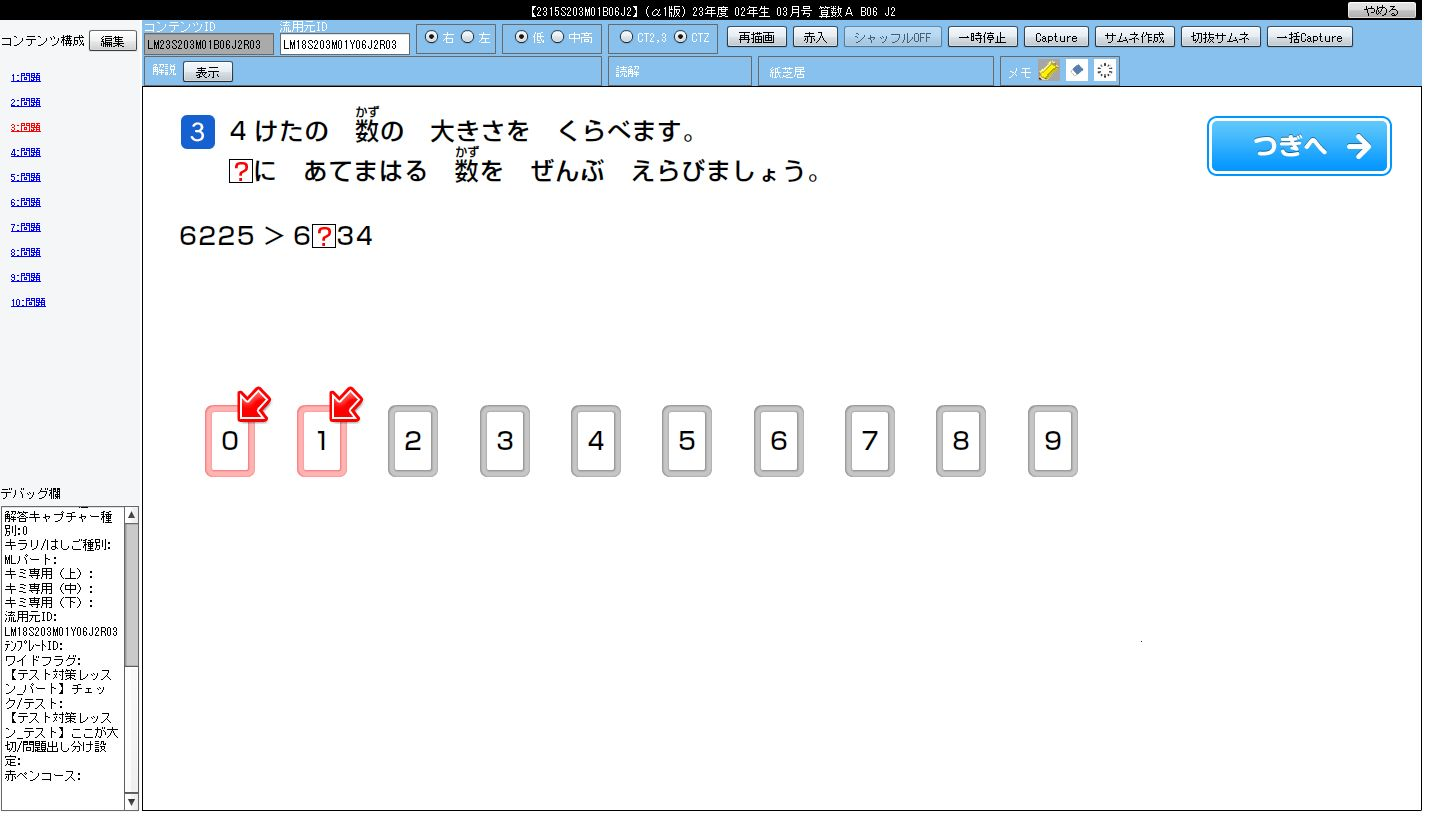 【2315S203M01B06J2】(α1版) 23年度 02年生 03月号 算数A B06 J2
やめる
コンテンツ構成
編集
コンテンツID
流用元ID
LM23S203M01B06J2R03
LM18S203M01Y06J2R03
右 左
低 中高
CT2,3 CTZ
再描画
赤入
シャッフルOFF
一時停止
Capture
サムネ作成
切抜サムネ
一括Capture
解説
表示
読解
紙芝居
メモ
1:問題
2:問題
3:問題
4:問題
5:問題
6:問題
7:問題
8:問題
9:問題
10:問題
3
かず
4けたの 数の 大きさを くらべます。
かず
?に あてまはる 数を ぜんぶ えらびましょう。
つぎへ
6225 > 6?34
0 1 2 3 4 5 6 7 8 9
デバッグ欄
解答キャプチャー種
別:0
キラリ/はしご種別:
MLパート:
キミ専用(上):
キミ専用(中):
キミ専用(下):
流用元ID:
LM18S203M01Y06J2R03
テンプレートID:
ワイドフラグ:
【テスト対策レッス
ン_パート】チェッ
ク/テスト:
【テスト対策レッス
ン_テスト】ここが大
切/問題出し分け設
定:
赤ペンコース: